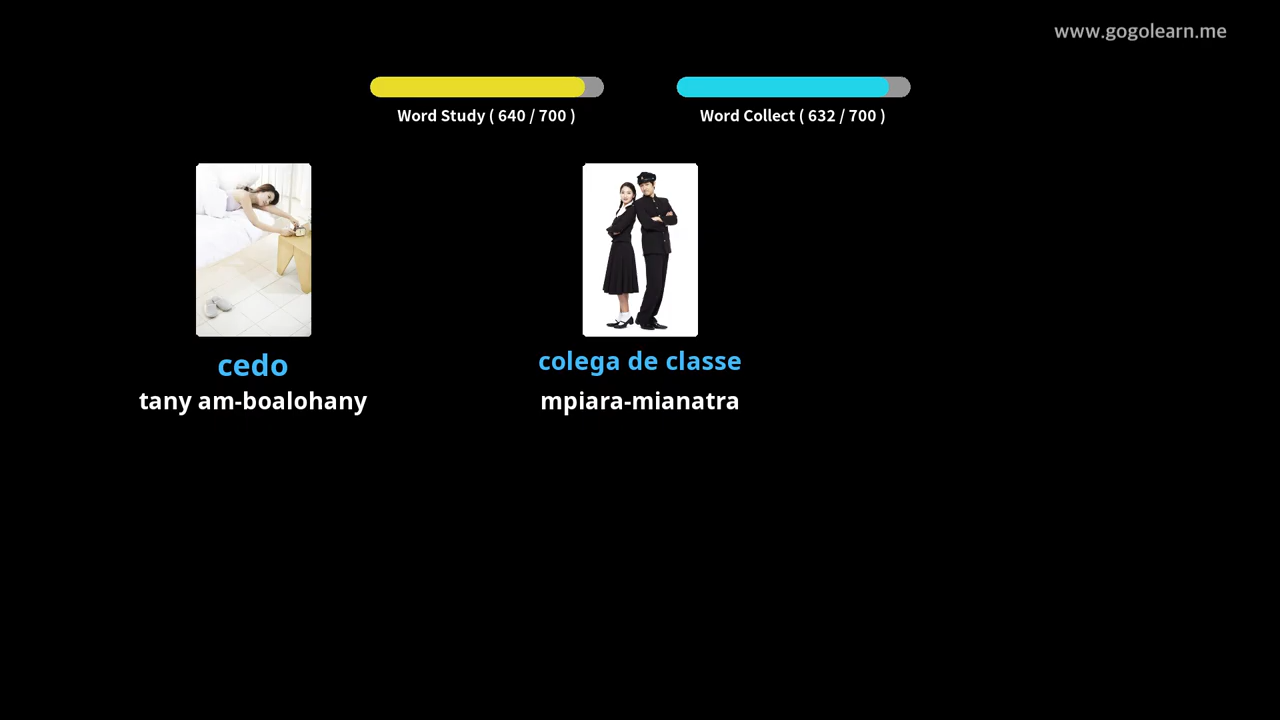 www.gogolearn.me
Word Study ( 640 / 700 )
Word Collect ( 632 / 700 )
cedo
tany am-boalohany
colega de classe
mpiara-mianatra